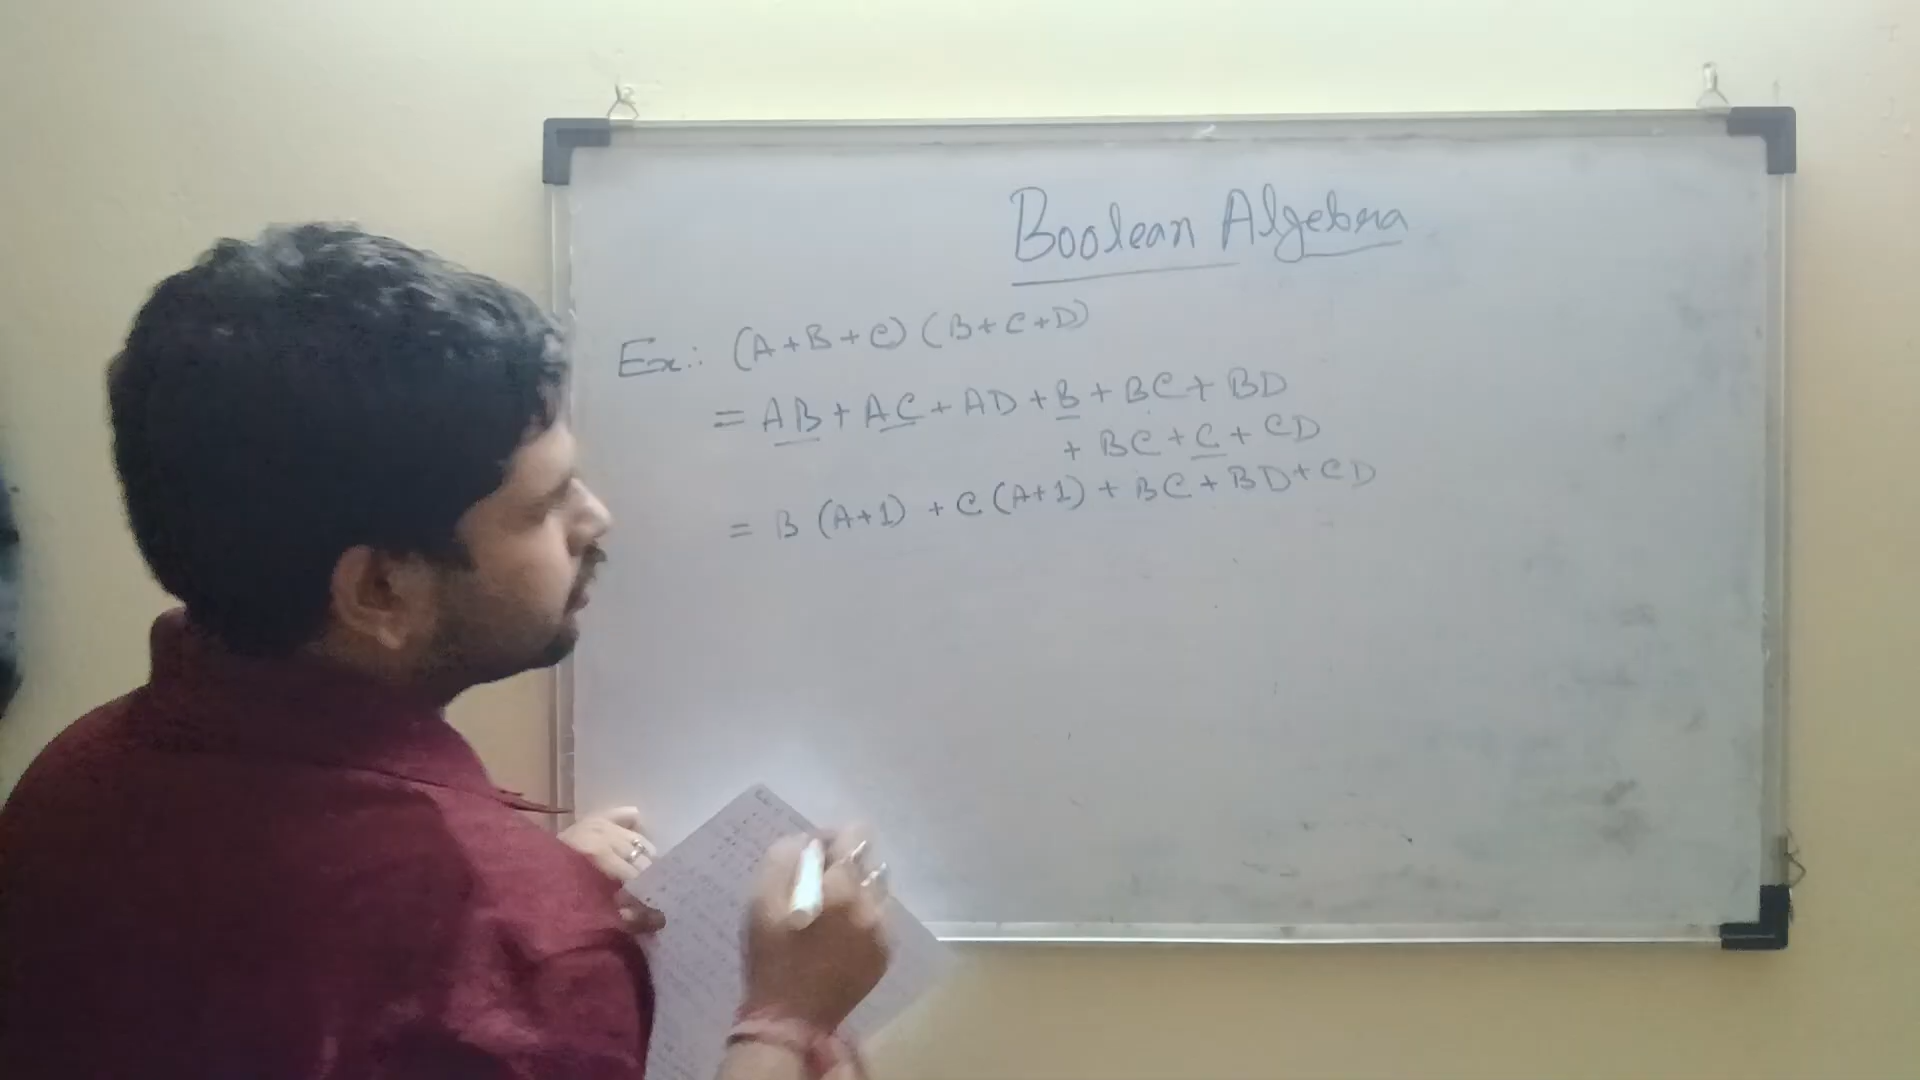 Boolean Algebra
Ex.: (A+B+C) (B+C+D)
= AB + AC + AD + B + BC + BD
+ BC + C + CD
= B (A+1) + C (A+1) + BC + BD + CD